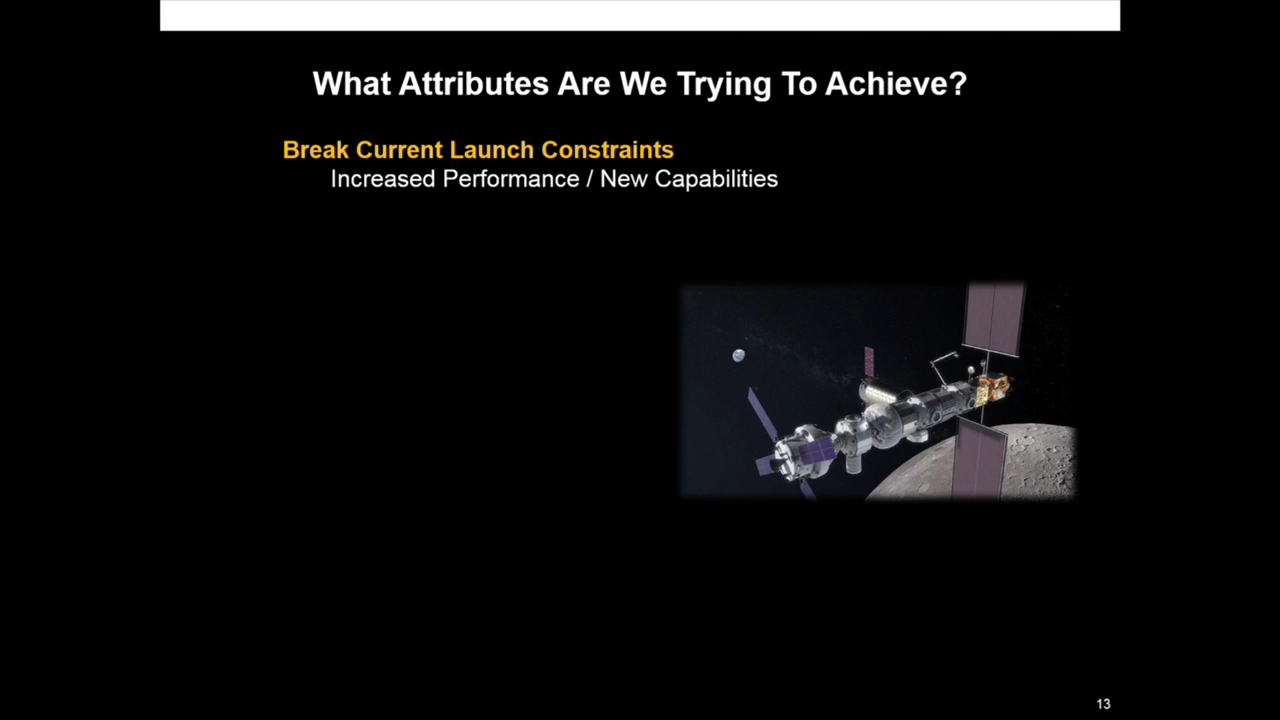 What Attributes Are We Trying To Achieve?
Break Current Launch Constraints
Increased Performance / New Capabilities
13